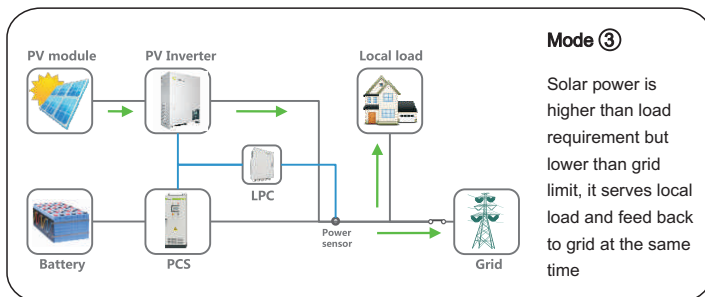 PV module
PV Inverter
Local load
LPC
Power
sensor
Battery
PCS
Grid
Mode ③
Solar power is
higher than load
requirement but
lower than grid
limit, it serves local
load and feed back
to grid at the same
time